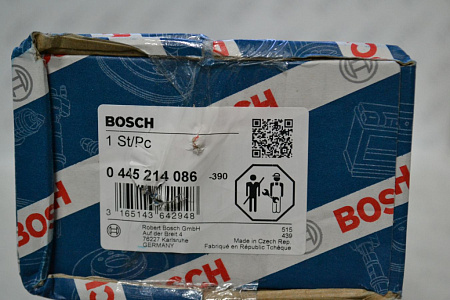 BOSCH
BOSCH
1 St/Pc
0 445 214 086 -390
3 165143 642948
Robert Bosch GmbH
Auf der Breit 4
76227 Karlsruhe
GERMANY
515
439
Made in Czech Rep.
Fabriqué en République Tchèque
BOSCH
BOSCH